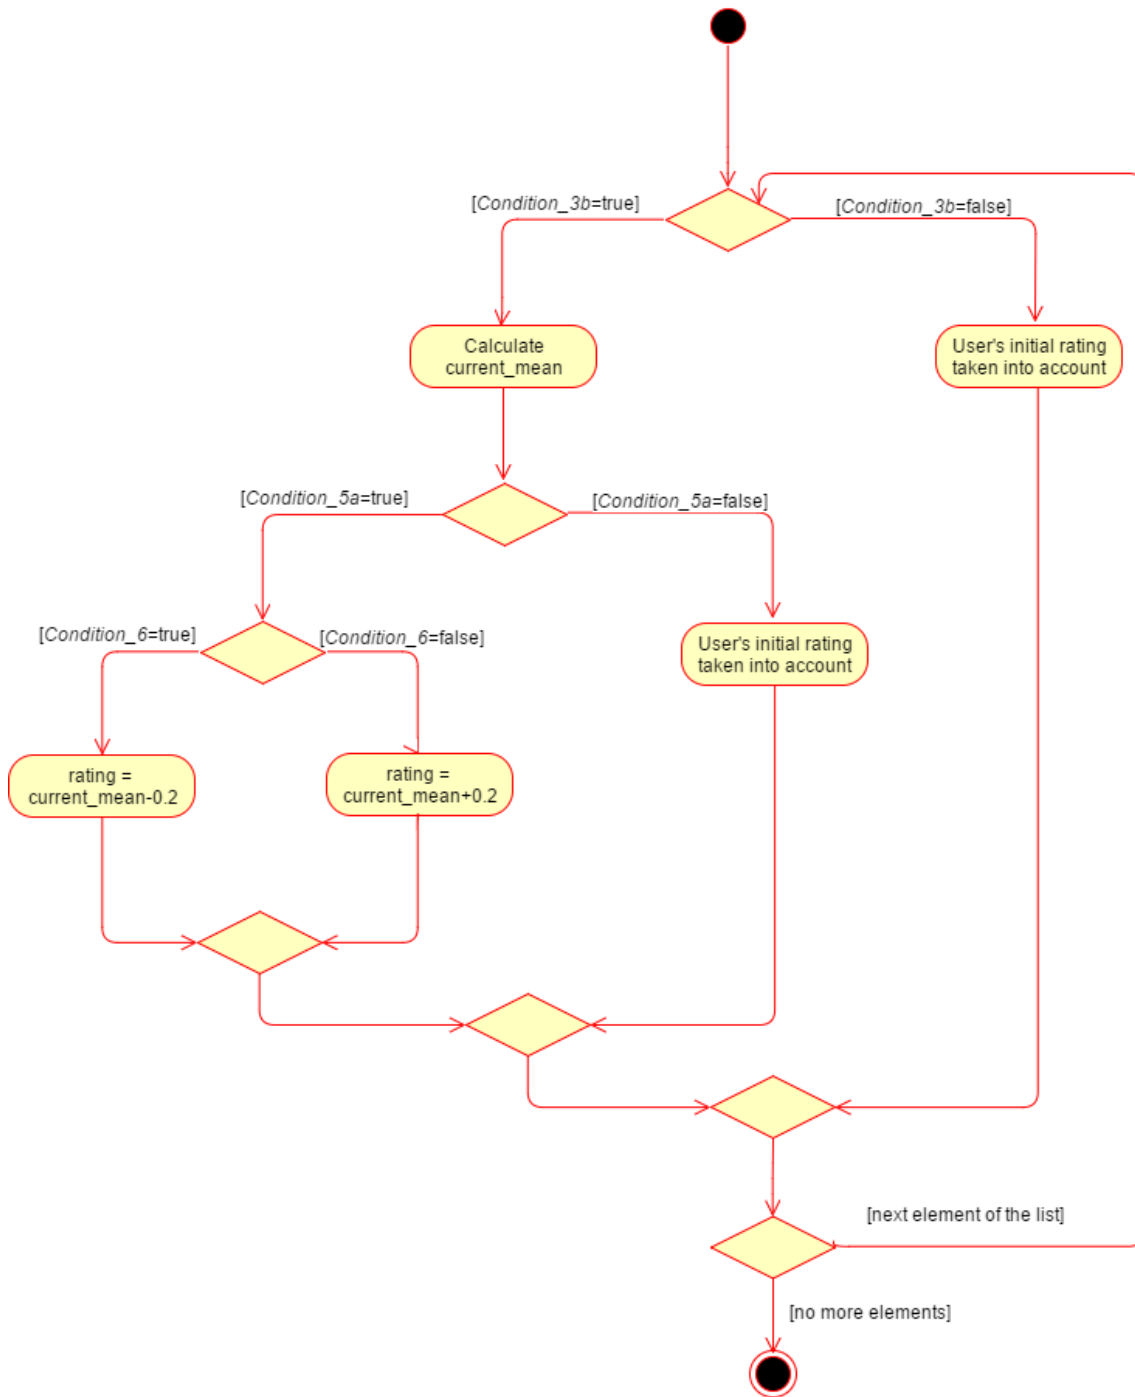 [Condition_3b=true]
[Condition_3b=false]
Calculate
current_mean
User's initial rating
taken into account
[Condition_5a=true]
[Condition_5a=false]
[Condition_6=true]
[Condition_6=false]
User's initial rating
taken into account
rating =
current_mean-0.2
rating =
current_mean+0.2
[next element of the list]
[no more elements]